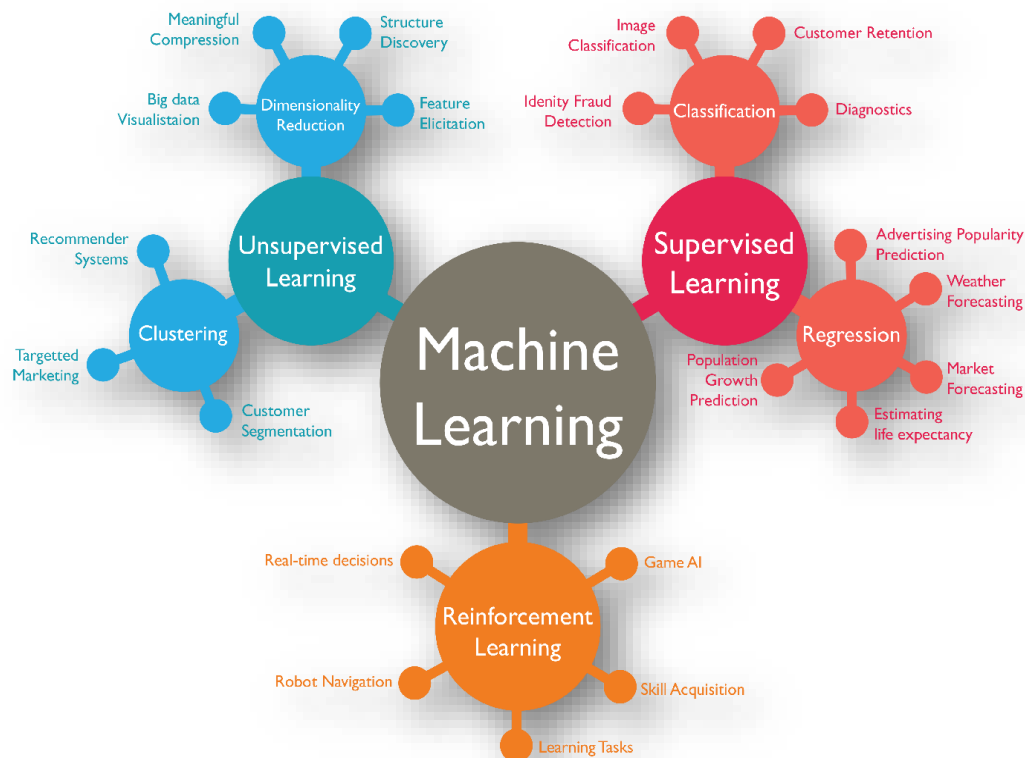 Machine
Learning
Unsupervised
Learning
Dimensionality
Reduction
Meaningful
Compression
Structure
Discovery
Big data
Visualistaion
Feature
Elicitation
Clustering
Recommender
Systems
Targetted
Marketing
Customer
Segmentation
Supervised
Learning
Classification
Image
Classification
Customer Retention
Idenity Fraud
Detection
Diagnostics
Regression
Advertising Popularity
Prediction
Weather
Forecasting
Population
Growth
Prediction
Market
Forecasting
Estimating
life expectancy
Reinforcement
Learning
Real-time decisions
Game AI
Robot Navigation
Skill Acquisition
Learning Tasks